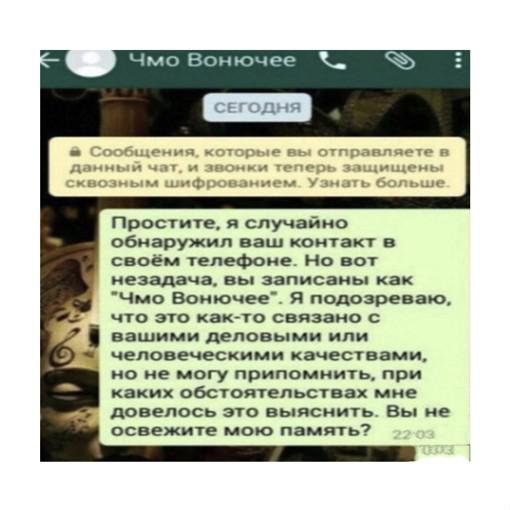 Чмо Вонючее
СЕГОДНЯ
Сообщения, которые вы отправляете в
данный чат, и звонки теперь защищены
сквозным шифрованием. Узнать больше.
Простите, я случайно
обнаружил ваш контакт в
своём телефоне. Но вот
незадача, вы записаны как
"Чмо Вонючее". Я подозреваю,
что это как-то связано с
вашими деловыми или
человеческими качествами,
но не могу припомнить, при
каких обстоятельствах мне
довелось это выяснить. Вы не
освежите мою память? 22:03